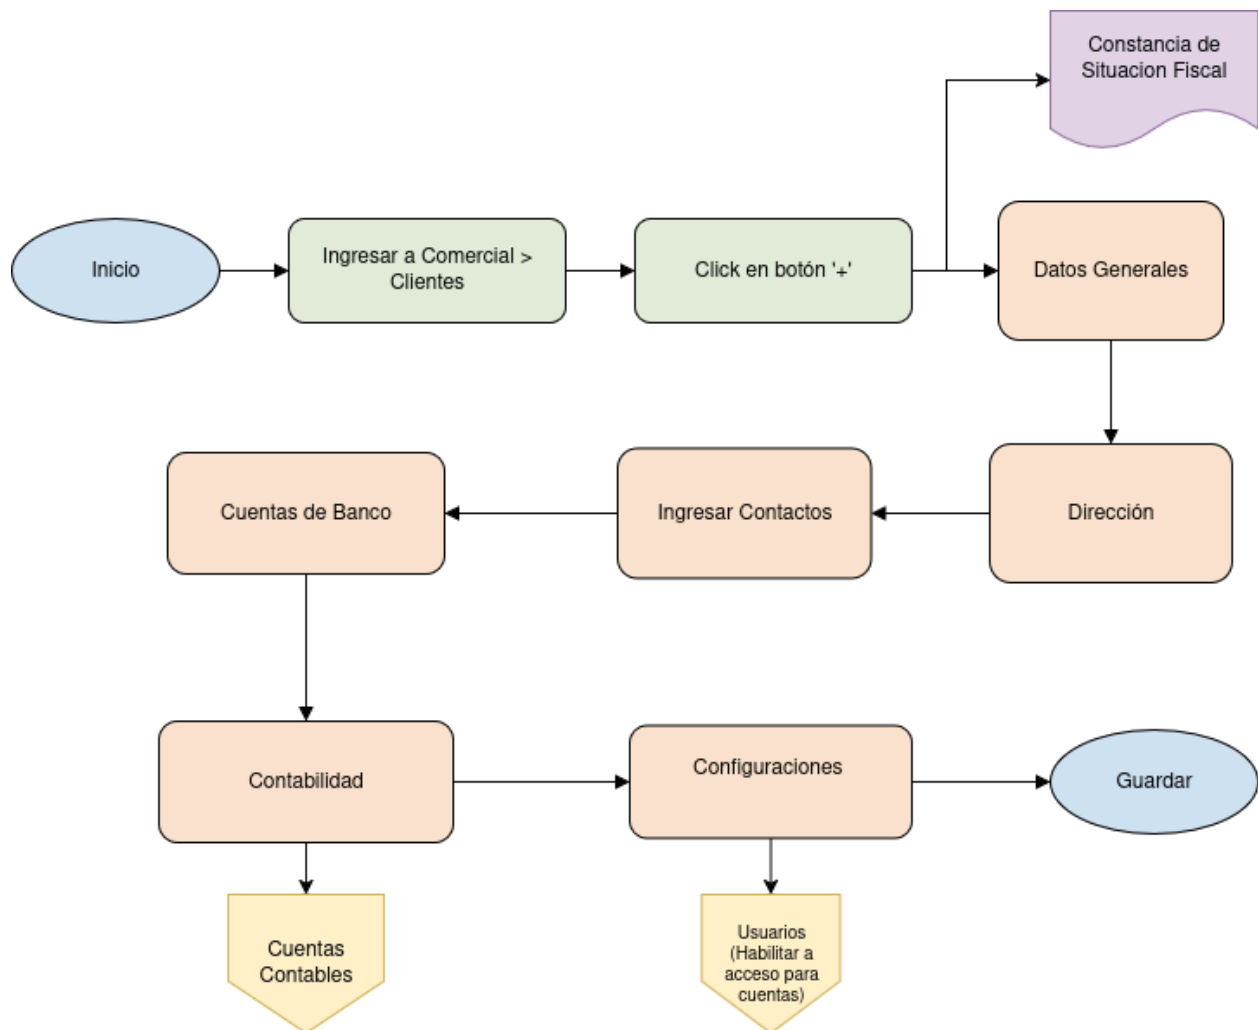 Constancia de
Situacion Fiscal
Inicio
Ingresar a Comercial >
Clientes
Click en botón '+'
Datos Generales
Cuentas de Banco
Ingresar Contactos
Dirección
Contabilidad
Configuraciones
Guardar
Cuentas
Contables
Usuarios
(Habilitar a
acceso para
cuentas)